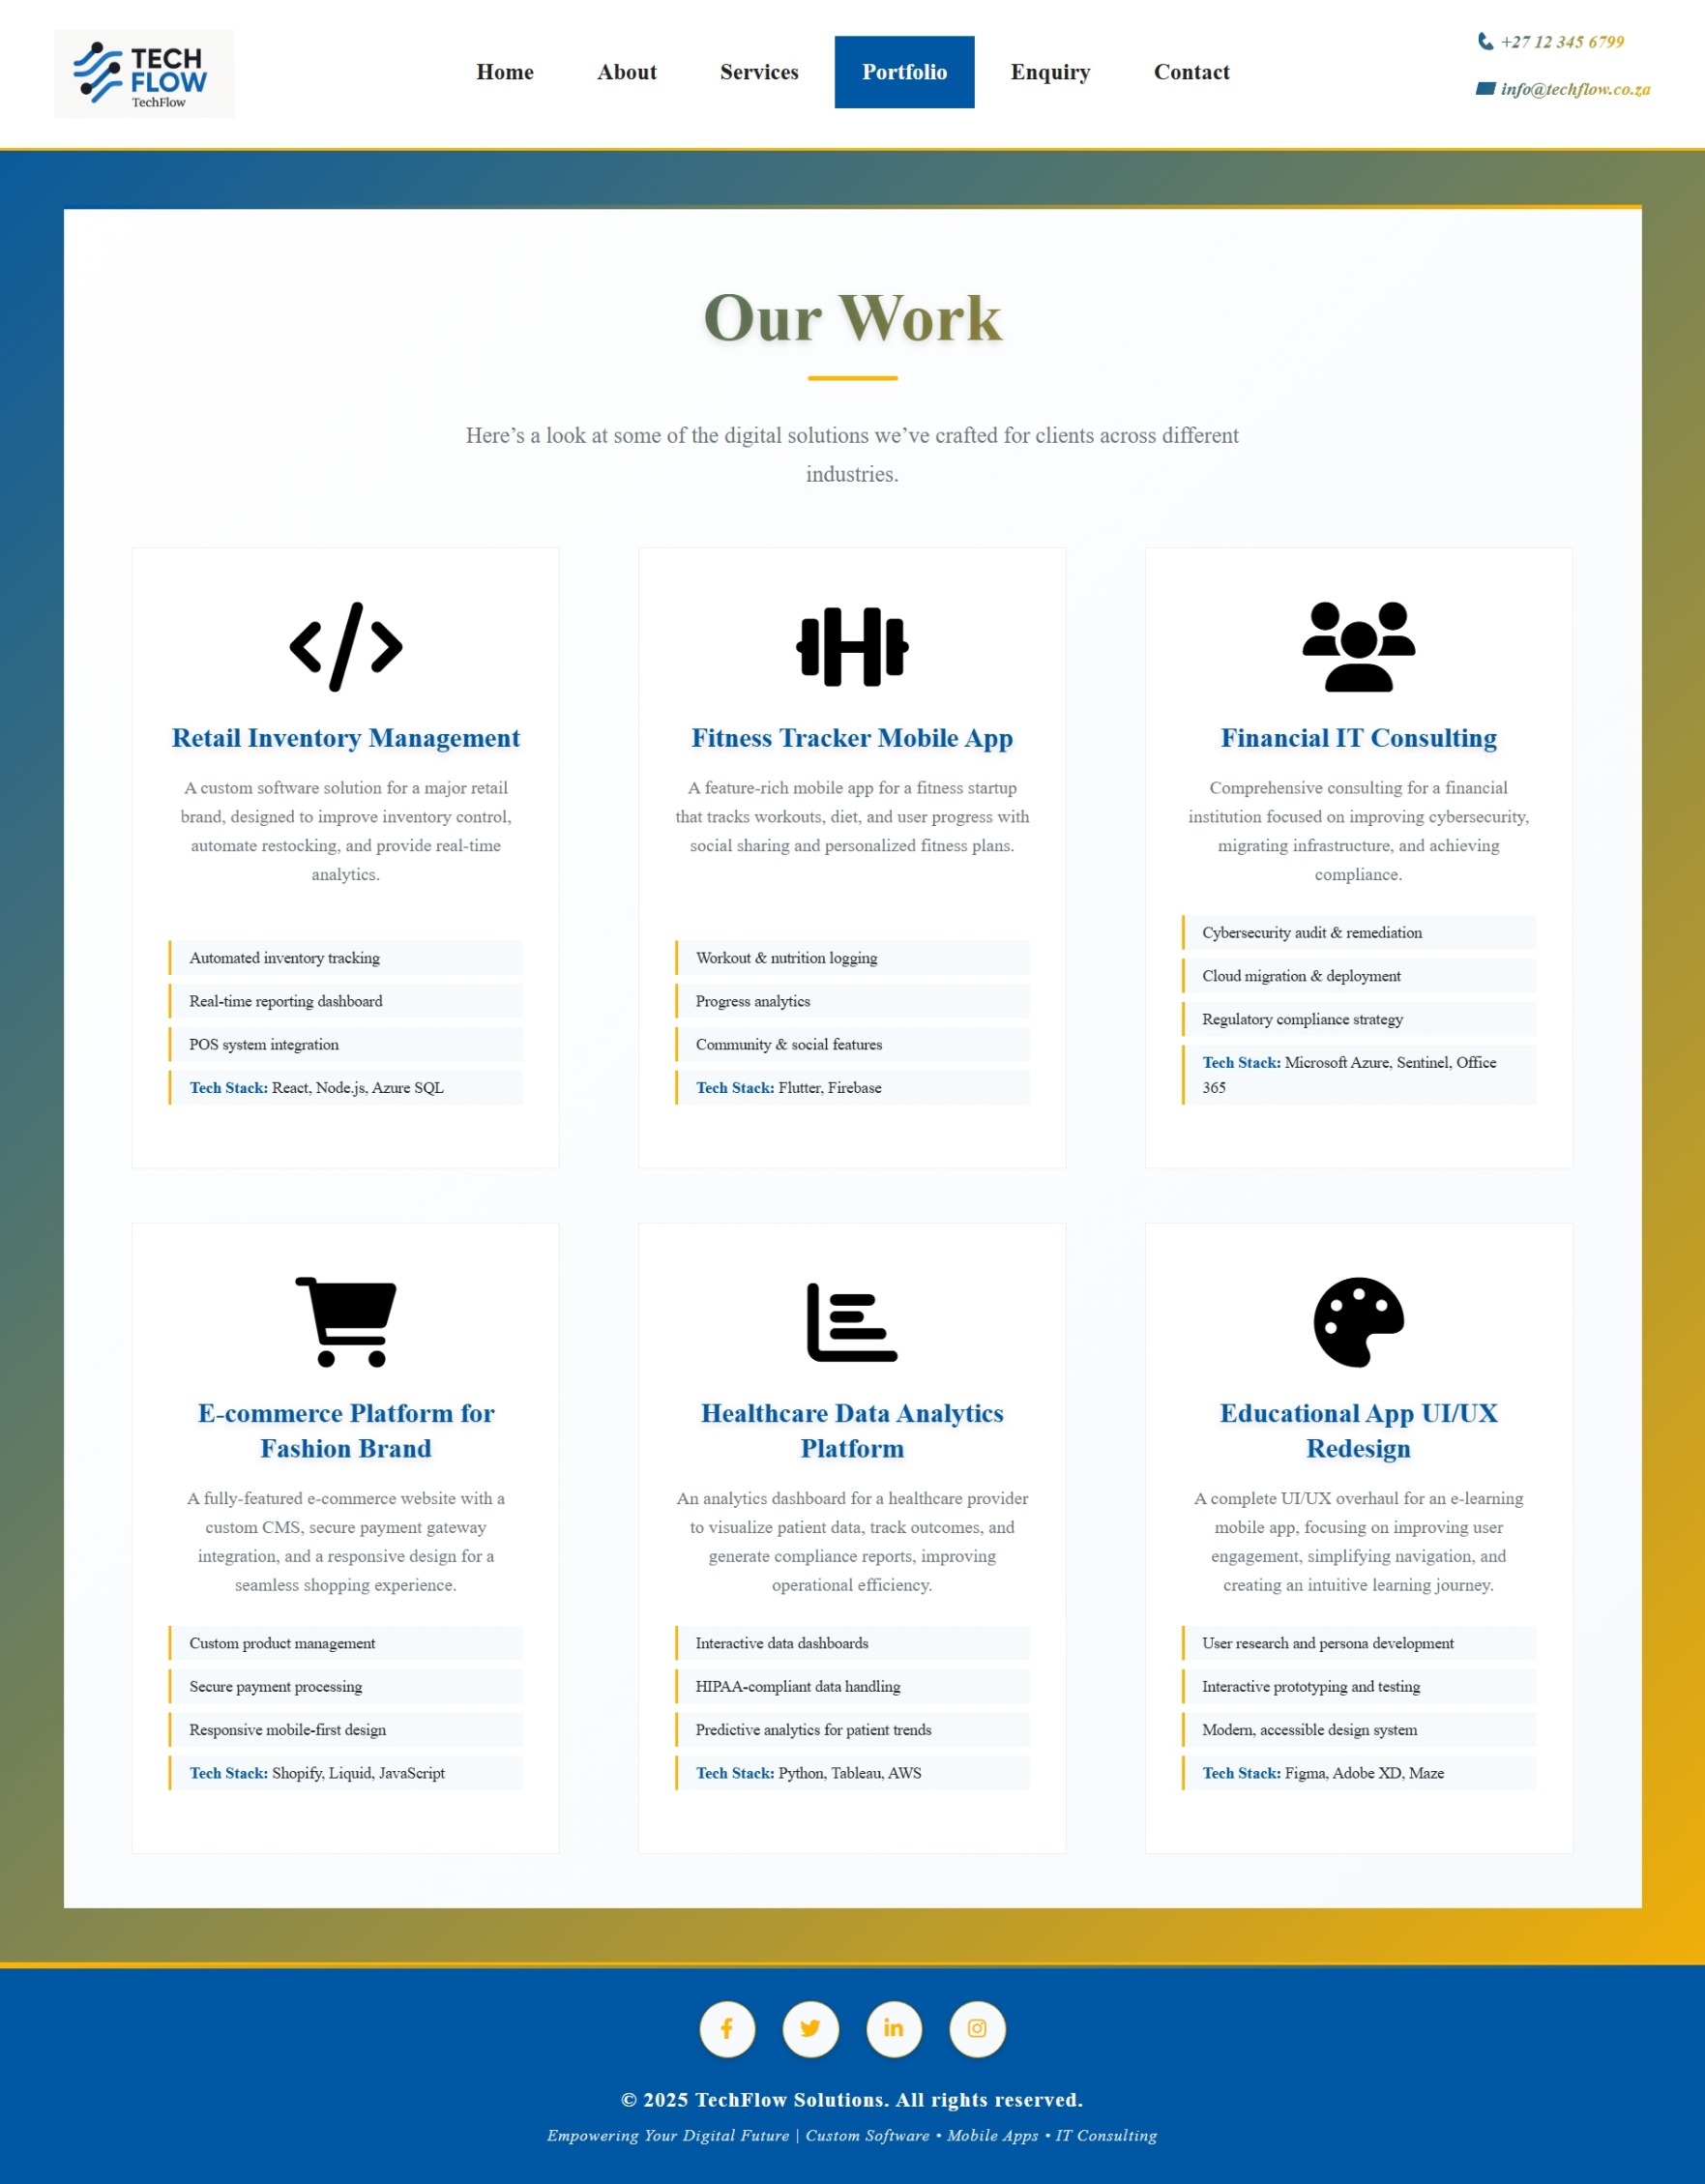 TECH
FLOW
TechFlow
Home About Services Portfolio Enquiry Contact
+27 12 345 6799
info@techflow.co.za
Our Work
Here’s a look at some of the digital solutions we’ve crafted for clients across different
industries.
Retail Inventory Management
A custom software solution for a major retail
brand, designed to improve inventory control,
automate restocking, and provide real-time
analytics.
Automated inventory tracking
Real-time reporting dashboard
POS system integration
Tech Stack: React, Node.js, Azure SQL
Fitness Tracker Mobile App
A feature-rich mobile app for a fitness startup
that tracks workouts, diet, and user progress with
social sharing and personalized fitness plans.
Workout & nutrition logging
Progress analytics
Community & social features
Tech Stack: Flutter, Firebase
Financial IT Consulting
Comprehensive consulting for a financial
institution focused on improving cybersecurity,
migrating infrastructure, and achieving
compliance.
Cybersecurity audit & remediation
Cloud migration & deployment
Regulatory compliance strategy
Tech Stack: Microsoft Azure, Sentinel, Office
365
E-commerce Platform for
Fashion Brand
A fully-featured e-commerce website with a
custom CMS, secure payment gateway
integration, and a responsive design for a
seamless shopping experience.
Custom product management
Secure payment processing
Responsive mobile-first design
Tech Stack: Shopify, Liquid, JavaScript
Healthcare Data Analytics
Platform
An analytics dashboard for a healthcare provider
to visualize patient data, track outcomes, and
generate compliance reports, improving
operational efficiency.
Interactive data dashboards
HIPAA-compliant data handling
Predictive analytics for patient trends
Tech Stack: Python, Tableau, AWS
Educational App UI/UX
Redesign
A complete UI/UX overhaul for an e-learning
mobile app, focusing on improving user
engagement, simplifying navigation, and
creating an intuitive learning journey.
User research and persona development
Interactive prototyping and testing
Modern, accessible design system
Tech Stack: Figma, Adobe XD, Maze
© 2025 TechFlow Solutions. All rights reserved.
Empowering Your Digital Future | Custom Software • Mobile Apps • IT Consulting